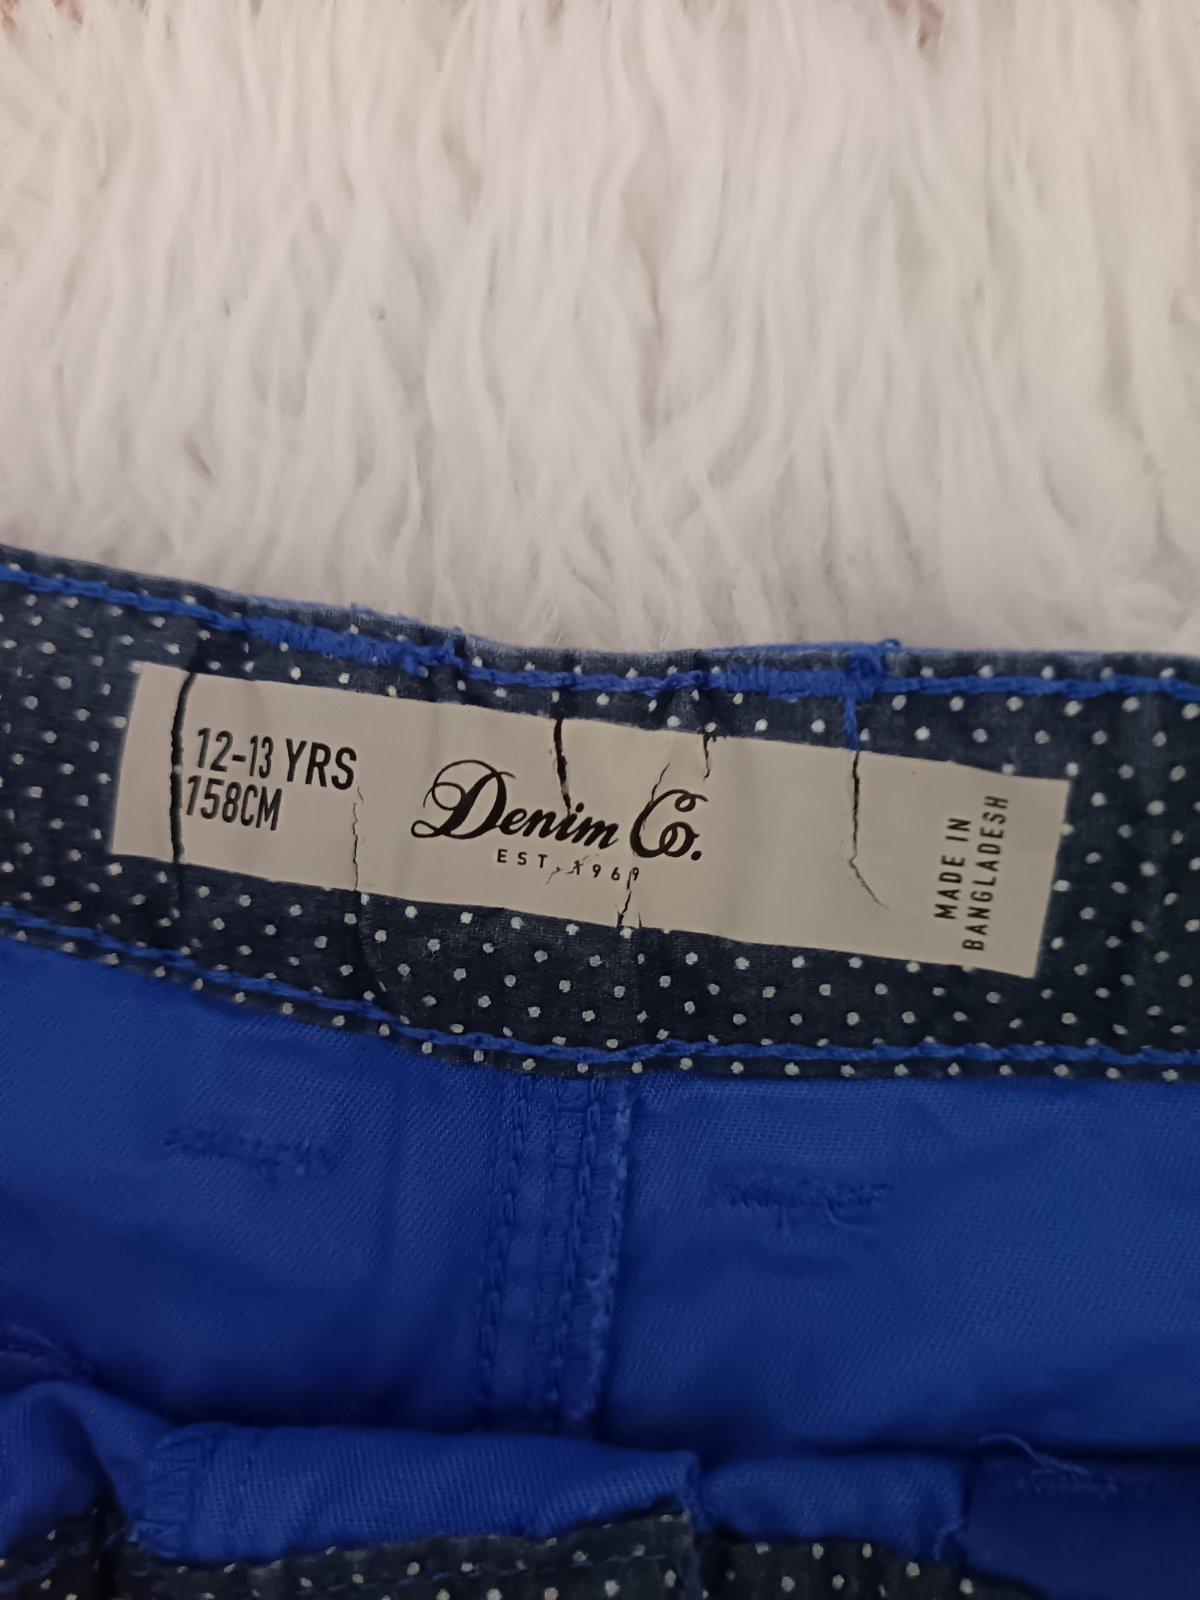 12-13 YRS
158CM
Denim Co.
EST. 1969
MADE IN
BANGLADESH